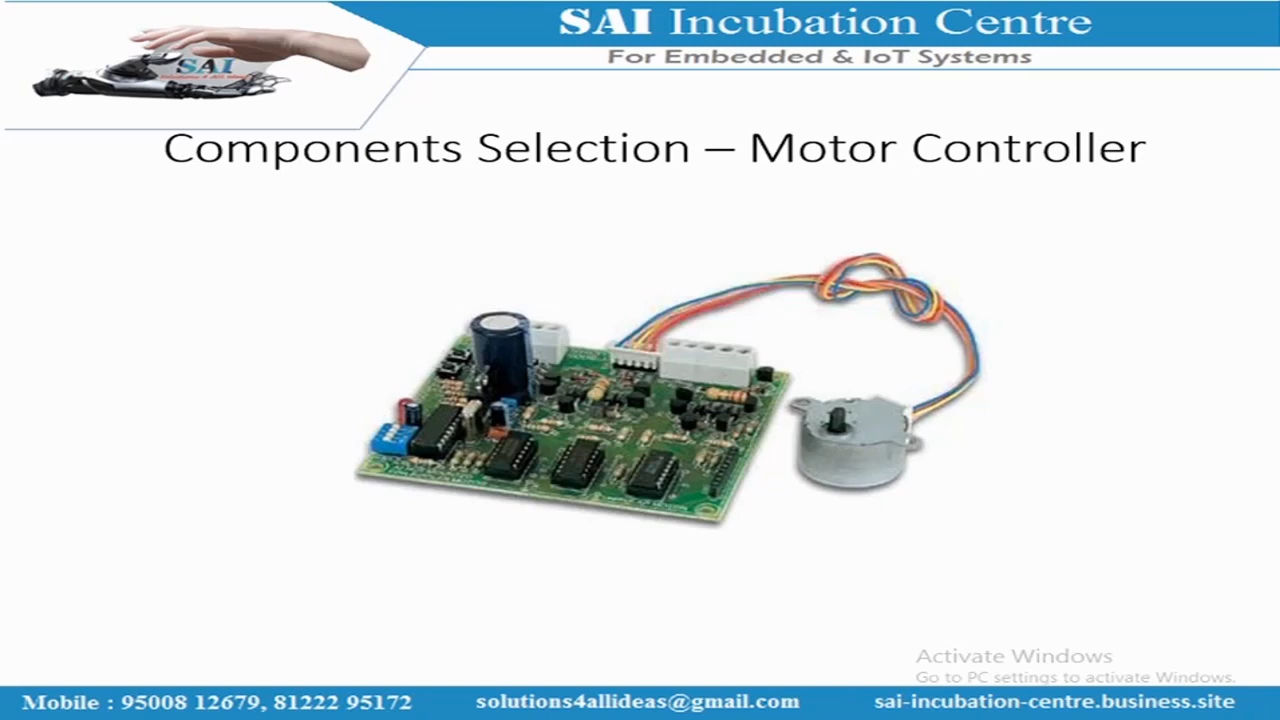 SAI Incubation Centre
For Embedded & IoT Systems
SAI
Components Selection – Motor Controller
Activate Windows
Go to PC settings to activate Windows.
Mobile : 95008 12679, 81222 95172
solutions4allideas@gmail.com
sai-incubation-centre.business.site